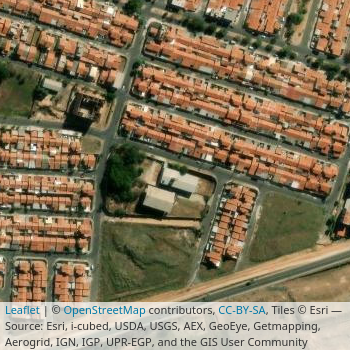 Leaflet | © OpenStreetMap contributors, CC-BY-SA, Tiles © Esri —
Source: Esri, i-cubed, USDA, USGS, AEX, GeoEye, Getmapping,
Aerogrid, IGN, IGP, UPR-EGP, and the GIS User Community